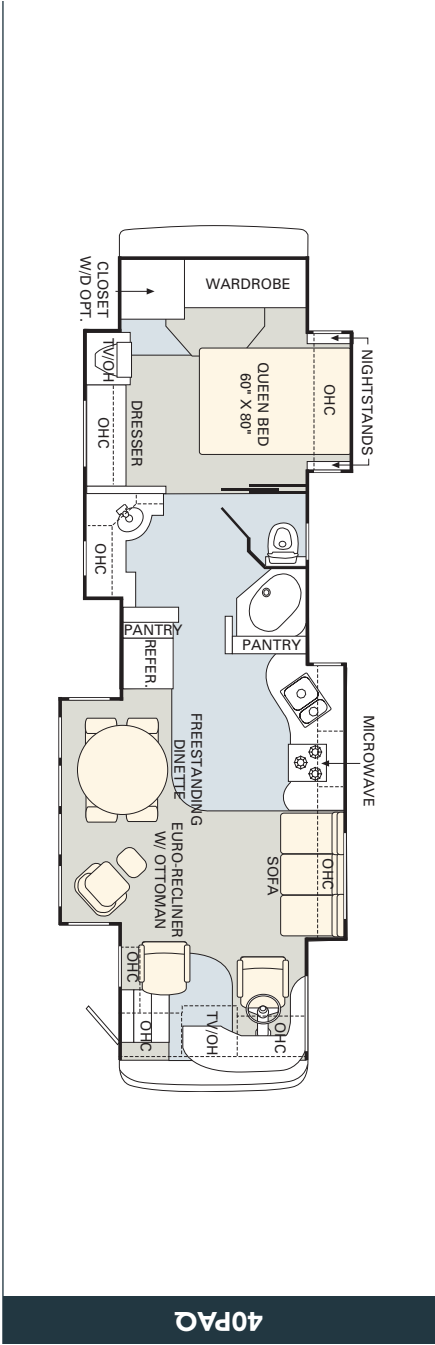 WARDROBE
CLOSET
W/D OPT.
NIGHTSTANDS
OHC
QUEEN BED
60" X 80"
TV/OH
DRESSER
OHC
OHC
PANTRY
REFER.
PANTRY
MICROWAVE
FREESTANDING
DINETTE
EURO-RECLINER
W/ OTTOMAN
OHC
SOFA
OHC
OHC
TV/OH
OHC
40PAQ